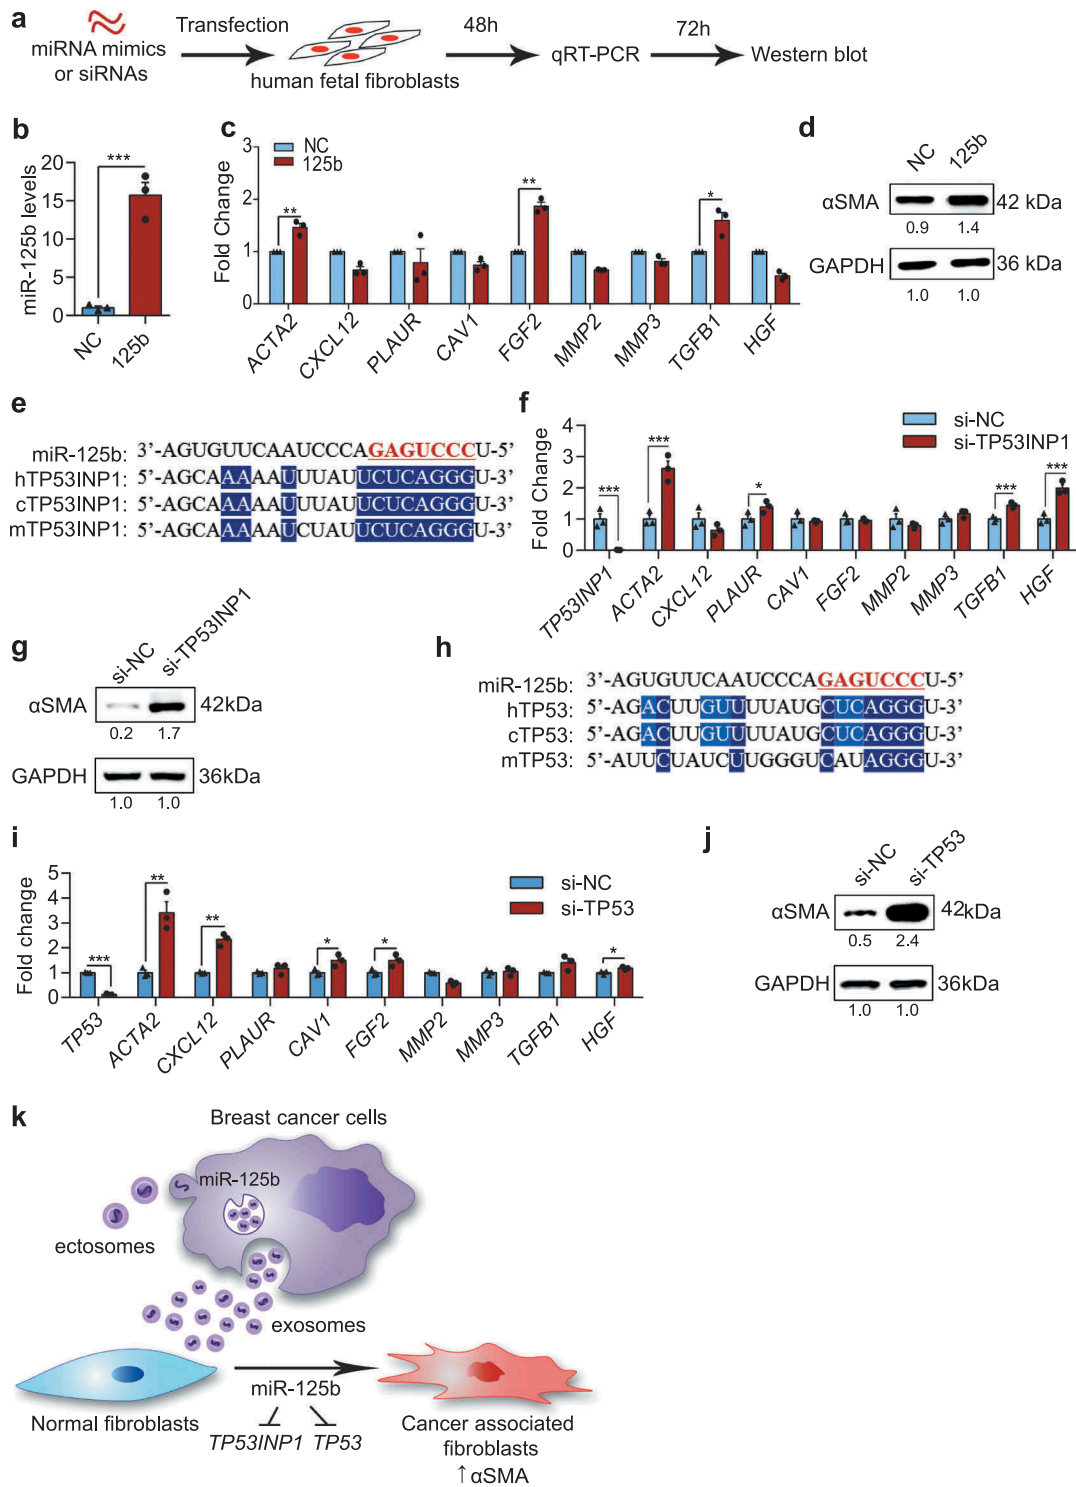 a
miRNA mimics
or siRNAs
Transfection
human fetal fibroblasts
48h
qRT-PCR
72h
Western blot
b
miR-125b levels
20
15
10
5
0
***
NC
125b
c
Fold Change
3
2
1
0
NC
125b
**
**
*
ACTA2
CXCL12
PLAUR
CAV1
FGF2
MMP2
MMP3
TGFB1
HGF
d
NC
125b
αSMA
42 kDa
0.9
1.4
GAPDH
36 kDa
1.0
1.0
e
miR-125b: 3’-AGUGUUCAAUCCCAGAGUCCCU-5’
hTP53INP1: 5’-AGCAAAAAUUUAUUCUCAGGGU-3’
cTP53INP1: 5’-AGCAAAAAUUUAUUCUCAGGGU-3’
mTP53INP1: 5’-AGCAAAAAUCUAUUCUCAGGGU-3’
f
Fold Change
4
3
2
1
0
si-NC
si-TP53INP1
***
***
*
***
***
TP53INP1
ACTA2
CXCL12
PLAUR
CAV1
FGF2
MMP2
MMP3
TGFB1
HGF
g
si-NC
si-TP53INP1
αSMA
42kDa
0.2
1.7
GAPDH
36kDa
1.0
1.0
h
miR-125b: 3’-AGUGUUCAAUCCCAGAGUCCCU-5’
hTP53: 5’-AGACUUGUUUUAUGCUCAGGGU-3’
cTP53: 5’-AGACUUGUUUUAUGCUCAGGGU-3’
mTP53: 5’-AUUCUAUCUUGGGUCAUAGGGU-3’
i
Fold change
5
4
3
2
1
0
si-NC
si-TP53
***
**
**
*
*
*
TP53
ACTA2
CXCL12
PLAUR
CAV1
FGF2
MMP2
MMP3
TGFB1
HGF
j
si-NC
si-TP53
αSMA
42kDa
0.5
2.4
GAPDH
36kDa
1.0
1.0
k
Breast cancer cells
miR-125b
ectosomes
exosomes
miR-125b
Normal fibroblasts
TP53INP1
TP53
Cancer associated
fibroblasts
↑αSMA